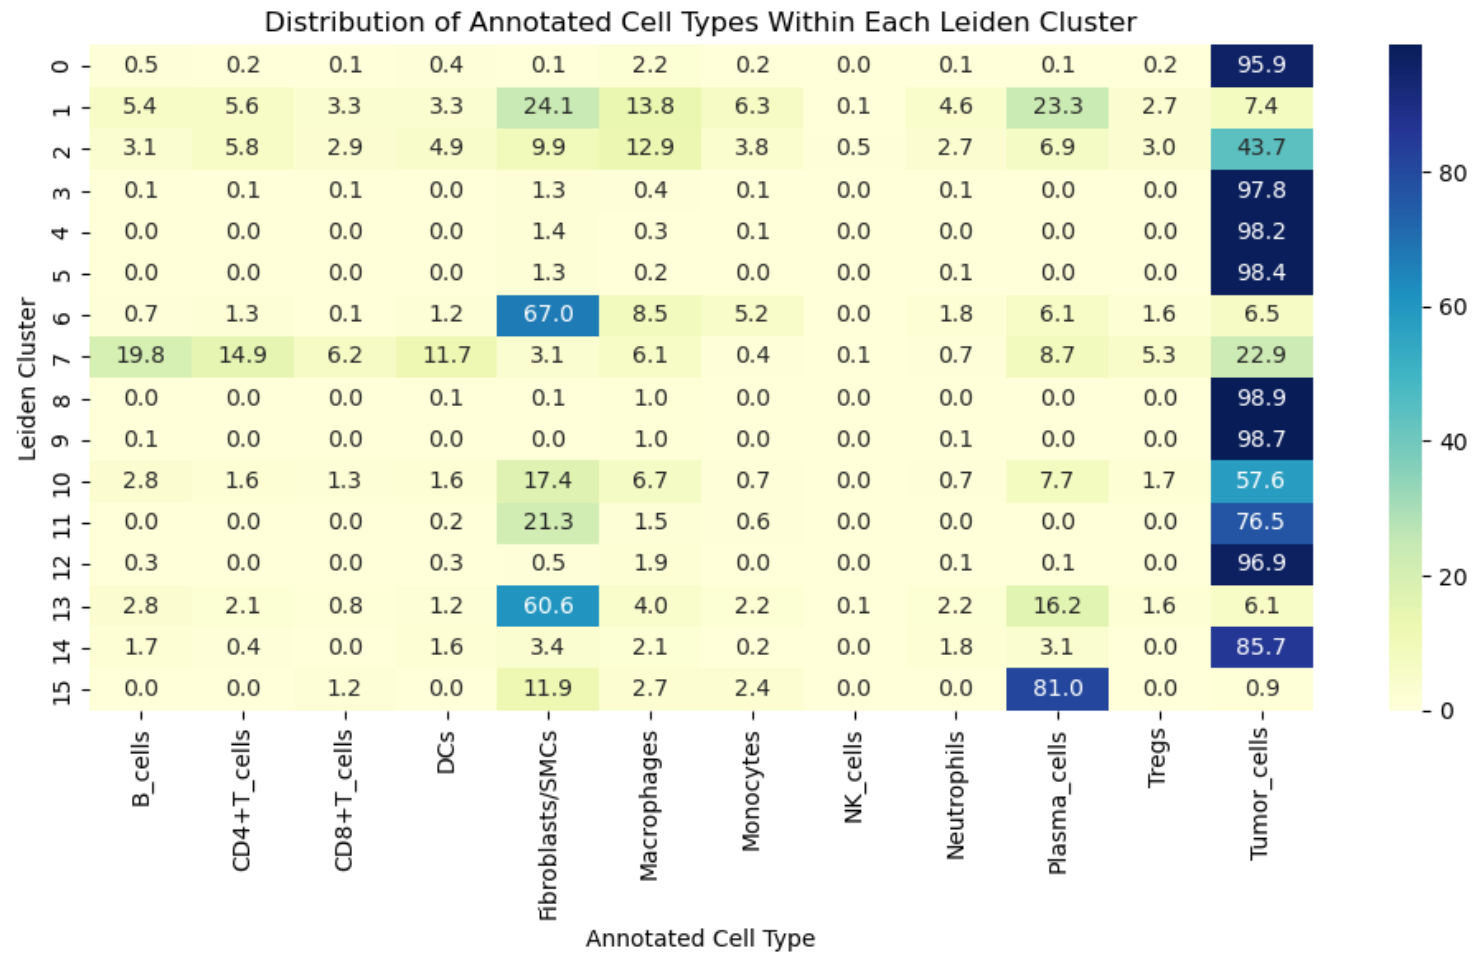 Distribution of Annotated Cell Types Within Each Leiden Cluster
0 0.5 0.2 0.1 0.4 0.1 2.2 0.2 0.0 0.1 0.1 0.2 95.9
1 5.4 5.6 3.3 3.3 24.1 13.8 6.3 0.1 4.6 23.3 2.7 7.4
2 3.1 5.8 2.9 4.9 9.9 12.9 3.8 0.5 2.7 6.9 3.0 43.7
3 0.1 0.1 0.1 0.0 1.3 0.4 0.1 0.0 0.1 0.0 0.0 97.8
4 0.0 0.0 0.0 0.0 1.4 0.3 0.1 0.0 0.0 0.0 0.0 98.2
5 0.0 0.0 0.0 0.0 1.3 0.2 0.0 0.0 0.1 0.0 0.0 98.4
6 0.7 1.3 0.1 1.2 67.0 8.5 5.2 0.0 1.8 6.1 1.6 6.5
7 19.8 14.9 6.2 11.7 3.1 6.1 0.4 0.1 0.7 8.7 5.3 22.9
8 0.0 0.0 0.0 0.1 0.1 1.0 0.0 0.0 0.0 0.0 0.0 98.9
9 0.1 0.0 0.0 0.0 0.0 1.0 0.0 0.0 0.1 0.0 0.0 98.7
10 2.8 1.6 1.3 1.6 17.4 6.7 0.7 0.0 0.7 7.7 1.7 57.6
11 0.0 0.0 0.0 0.2 21.3 1.5 0.6 0.0 0.0 0.0 0.0 76.5
12 0.3 0.0 0.0 0.3 0.5 1.9 0.0 0.0 0.1 0.1 0.0 96.9
13 2.8 2.1 0.8 1.2 60.6 4.0 2.2 0.1 2.2 16.2 1.6 6.1
14 1.7 0.4 0.0 1.6 3.4 2.1 0.2 0.0 1.8 3.1 0.0 85.7
15 0.0 0.0 1.2 0.0 11.9 2.7 2.4 0.0 0.0 81.0 0.0 0.9
Leiden Cluster
B_cells
CD4+T_cells
CD8+T_cells
DCs
Fibroblasts/SMCs
Macrophages
Monocytes
NK_cells
Neutrophils
Plasma_cells
Tregs
Tumor_cells
Annotated Cell Type
80
60
40
20
0